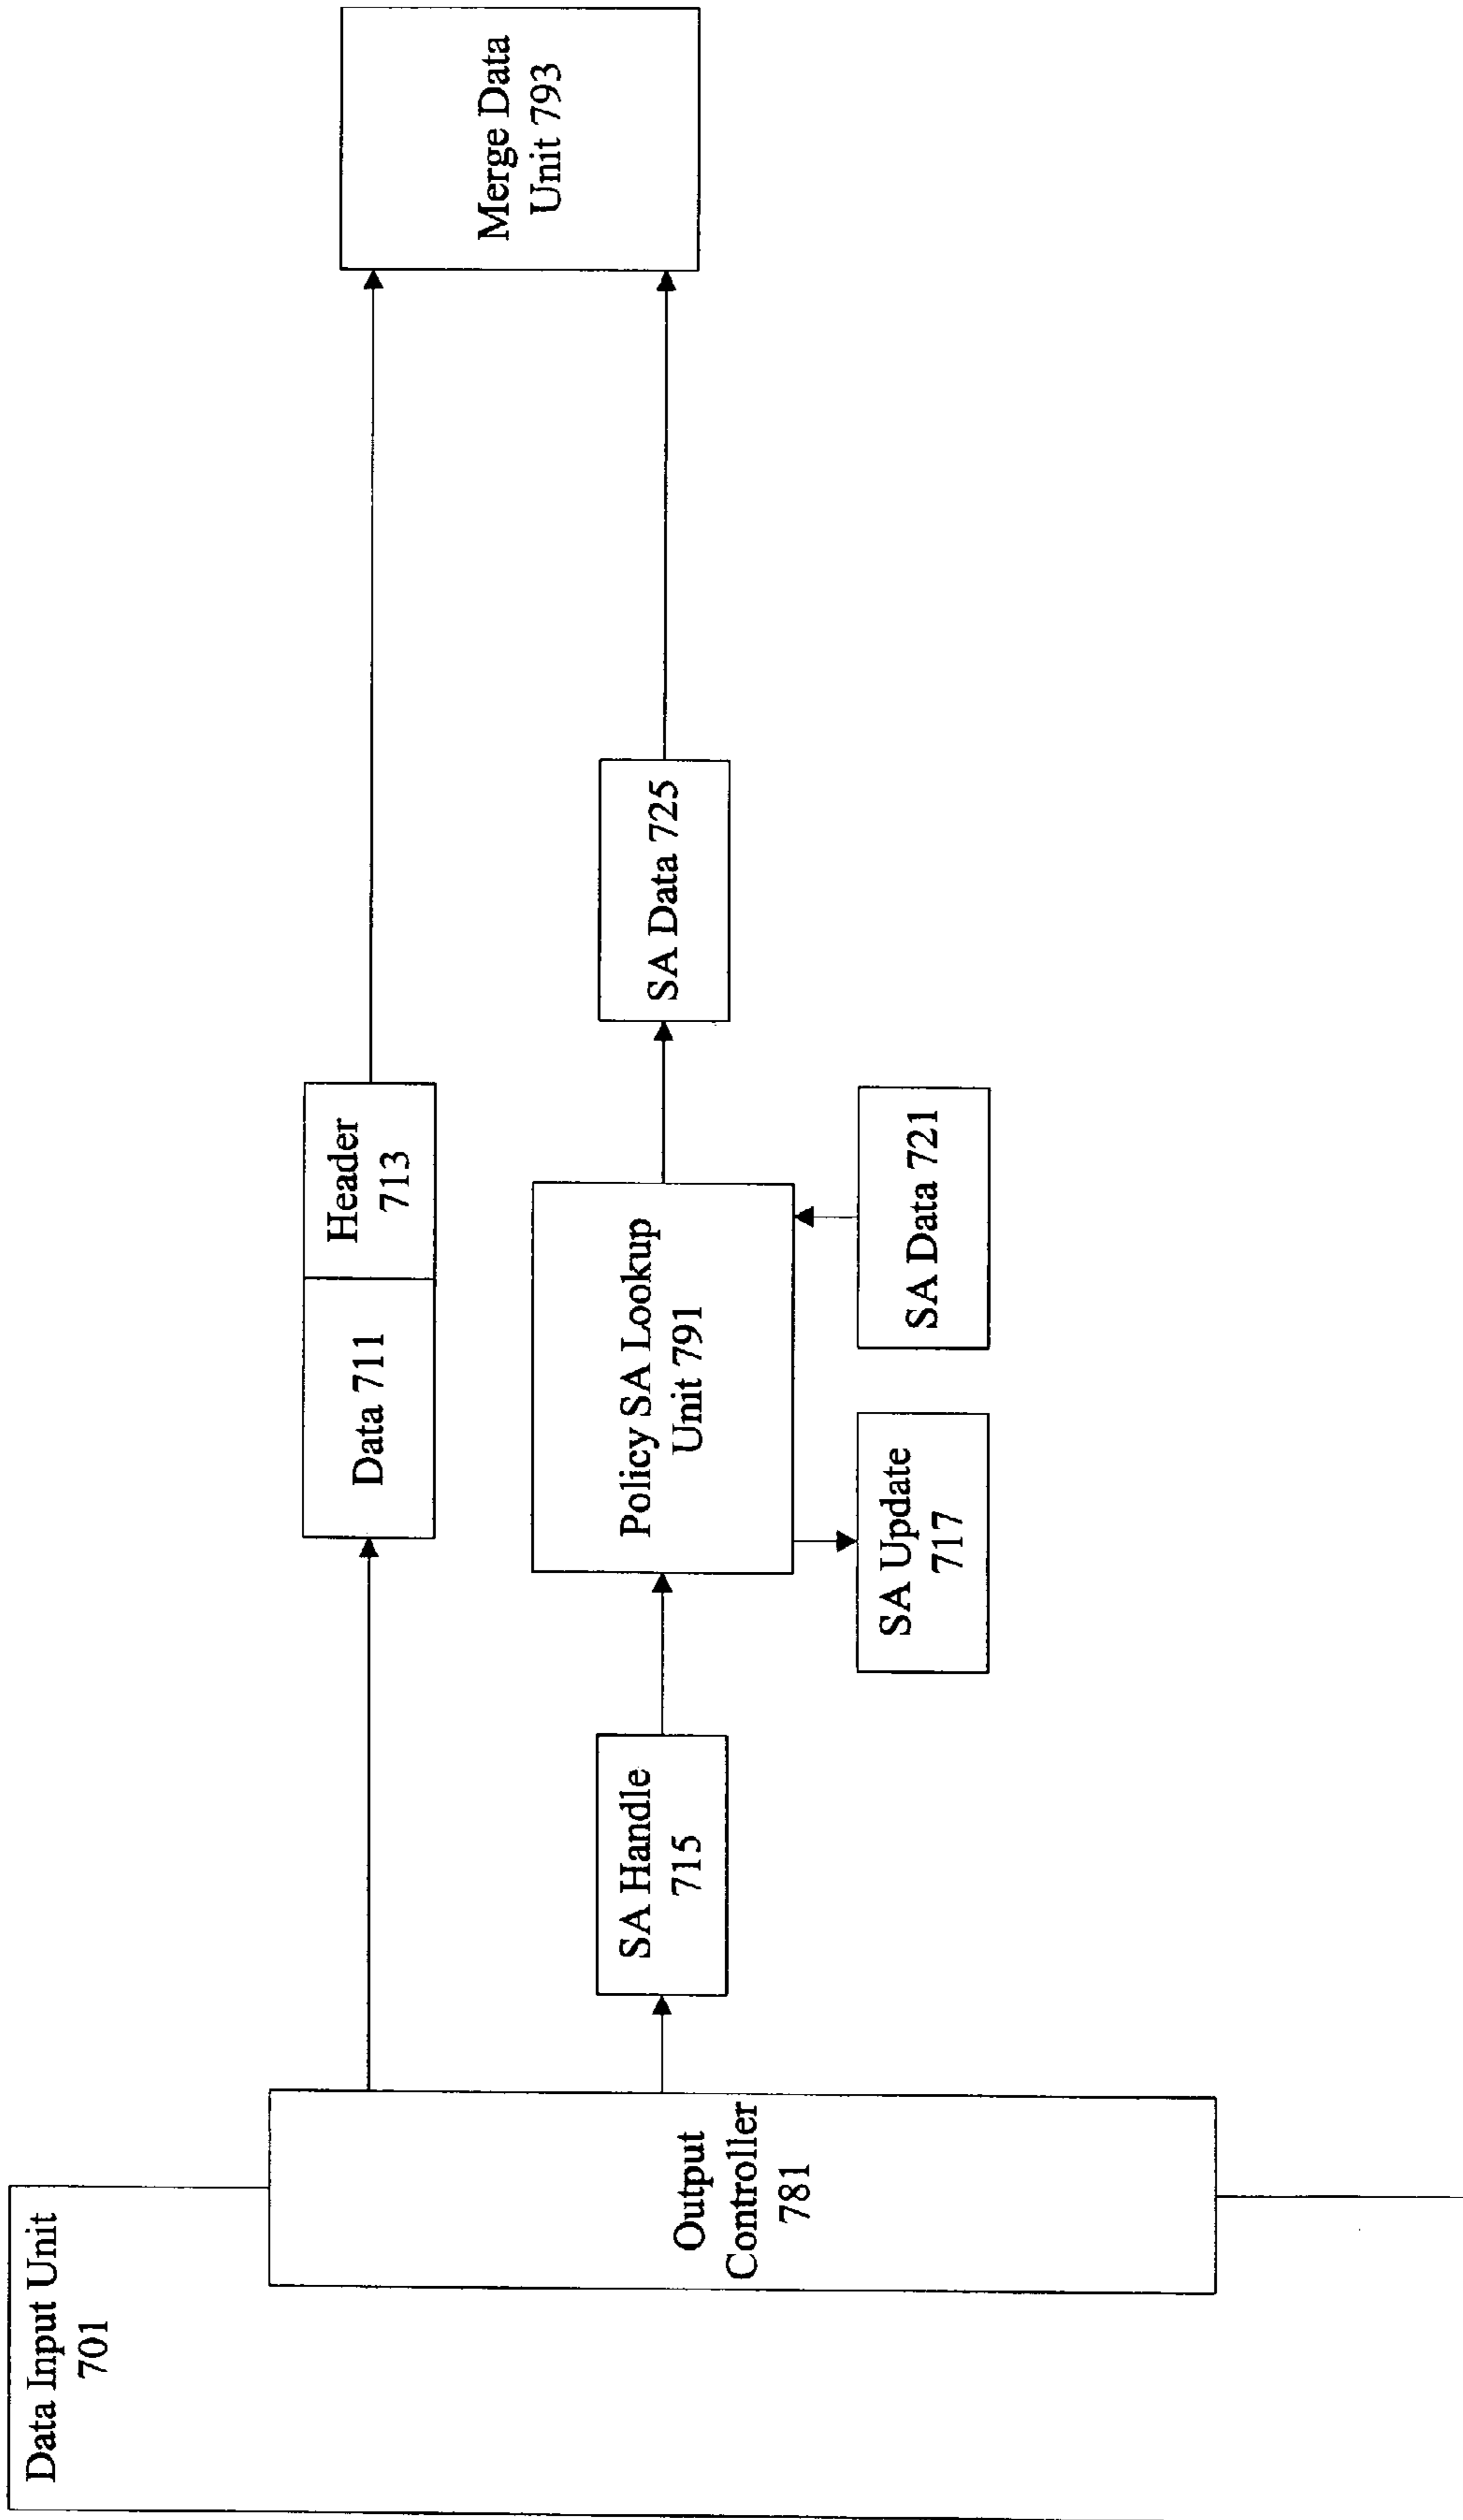 Data Input Unit
701
Output
Controller
781
Data 711
Header
713
SA Handle
715
Policy SA Lookup
Unit 791
SA Update
717
SA Data 721
SA Data 725
Merge Data
Unit 793